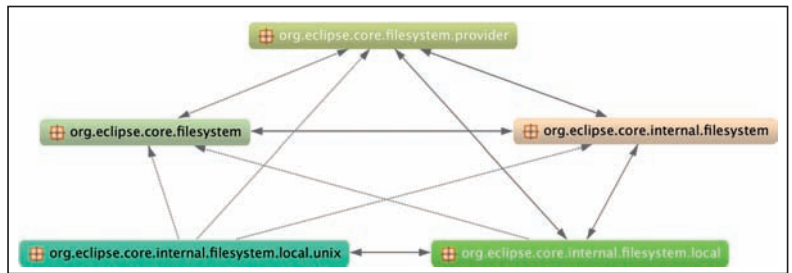 org.eclipse.core.filesystem.provider
org.eclipse.core.filesystem
org.eclipse.core.internal.filesystem
org.eclipse.core.internal.filesystem.local.unix
org.eclipse.core.internal.filesystem.local